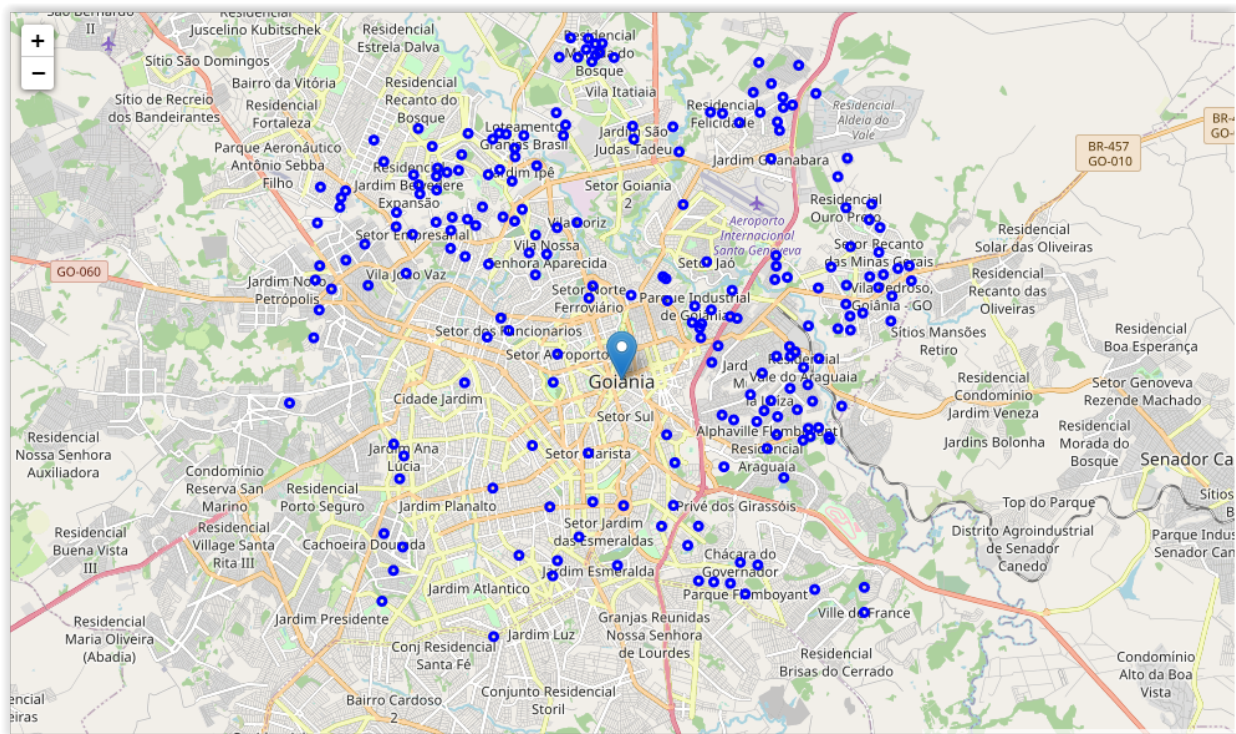 São Bernardo
II
Residencial
Juscelino Kubitschek
Residencial
Estrela Dalva
Residencial
Bosque
+
−
Sítio São Domingos
Bairro da Vitória
Residencial
Recanto do
Bosque
Vila Itatiaia
Sítio de Recreio
dos Bandeirantes
Residencial
Fortaleza
Loteamento
Granjas Brasil
Jardim São
Judas Tadeu
Residencial
Felicidade
Residencial
Aldeia do
Vale
BR-457
GO-010
Parque Aeronáutico
Antônio Sebba
Filho
Jardim Belvedere
Expansão
Jardim Ipê
Setor Goiania
2
Jardim Guanabara
Residencial
Ouro Preto
Aeroporto
Internacional
Santa Genoveva
Setor Empresarial
Vila Nossa
Senhora Aparecida
Setor Jaó
Setor Recanto
das Minas Gerais
Residencial
Solar das Oliveiras
GO-060
Jardim Novo
Petrópolis
Vila João Vaz
Setor Norte
Ferroviário
Parque Industrial
de Goiânia
Vila Pedroso,
Goiânia - GO
Residencial
Recanto das
Oliveiras
Setor dos Funcionarios
Sítios Mansões
Retiro
Residencial
Boa Esperança
Setor Aeroporto
Goiânia
Residencial
Vale do Araguaia
Cidade Jardim
Setor Sul
Residencial
Condomínio
Jardim Veneza
Setor Genoveva
Rezende Machado
Residencial
Nossa Senhora
Auxiliadora
Jardim Ana
Lúcia
Setor Marista
Alphaville Flamboyant
Residencial
Araguaia
Jardins Bolonha
Residencial
Morada do
Bosque
Senador Ca
Condomínio
Reserva San
Marino
Residencial
Porto Seguro
Jardim Planalto
Privé dos Girassóis
Top do Parque
Sítios
Residencial
Buena Vista
III
Residencial
Village Santa
Rita III
Cachoeira Dourada
Setor Jardim
das Esmeraldas
Distrito Agroindustrial
de Senador
Canedo
Parque Indus
Senador Can
Jardim Atlantico
Jardim Esmeralda
Chácara do
Governador
Parque Flamboyant
Ville de France
Residencial
Maria Oliveira
(Abadia)
Jardim Presidente
Jardim Luz
Granjas Reunidas
Nossa Senhora
de Lourdes
Conj Residencial
Santa Fé
Residencial
Brisas do Cerrado
Condomínio
Alto da Boa
Vista
Bairro Cardoso
2
Conjunto Residencial
Storil